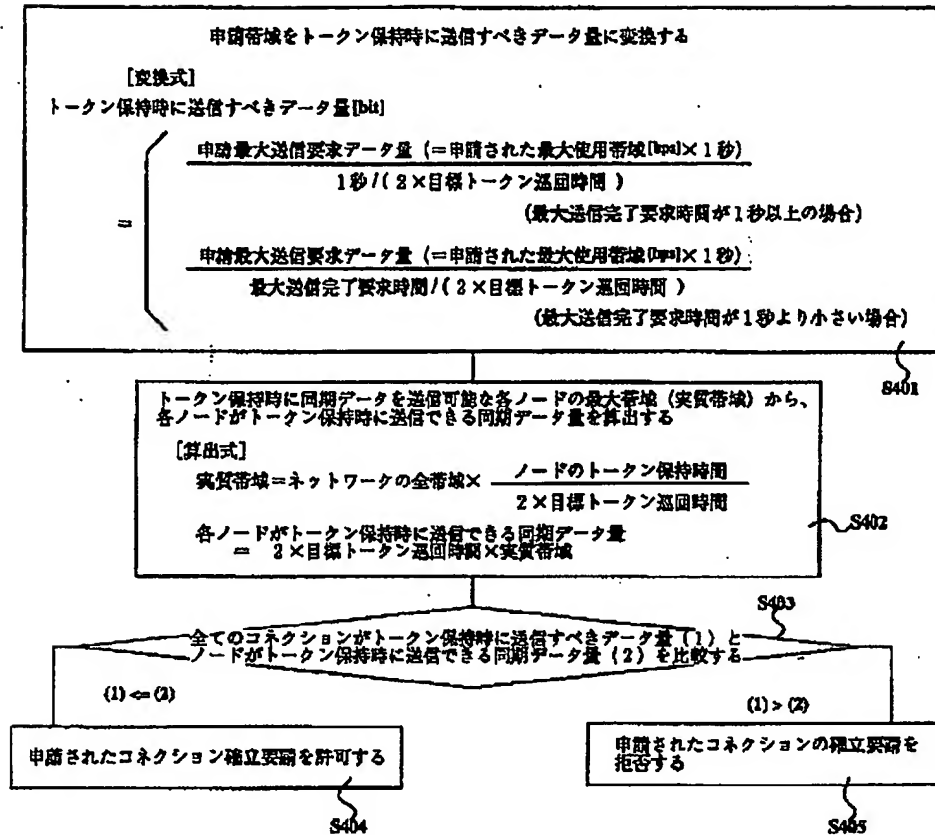 申請帯域をトークン保持時に送信すべきデータ量に変換する
[変換式]
トークン保持時に送信すべきデータ量[bit]
=
申請最大送信要求データ量（=申請された最大使用帯域[bps]×1秒）
1秒/(2×目標トークン巡回時間)
(最大送信完了要求時間が1秒以上の場合)
申請最大送信要求データ量（=申請された最大使用帯域[bps]×1秒）
最大送信完了要求時間/(2×目標トークン巡回時間)
(最大送信完了要求時間が1秒より小さい場合)
S401
トークン保持時に同期データを送信可能な各ノードの最大帯域（実質帯域）から、
各ノードがトークン保持時に送信できる同期データ量を算出する
[算出式]
実質帯域=ネットワークの全帯域×
ノードのトークン保持時間
2×目標トークン巡回時間
各ノードがトークン保持時に送信できる同期データ量
= 2×目標トークン巡回時間×実質帯域
S402
S403
全てのコネクションがトークン保持時に送信すべきデータ量(1)と
ノードがトークン保持時に送信できる同期データ量(2)を比較する
(1) <= (2)
(1) > (2)
申請されたコネクション確立要請を許可する
S404
申請されたコネクションの確立要請を
拒否する
S405